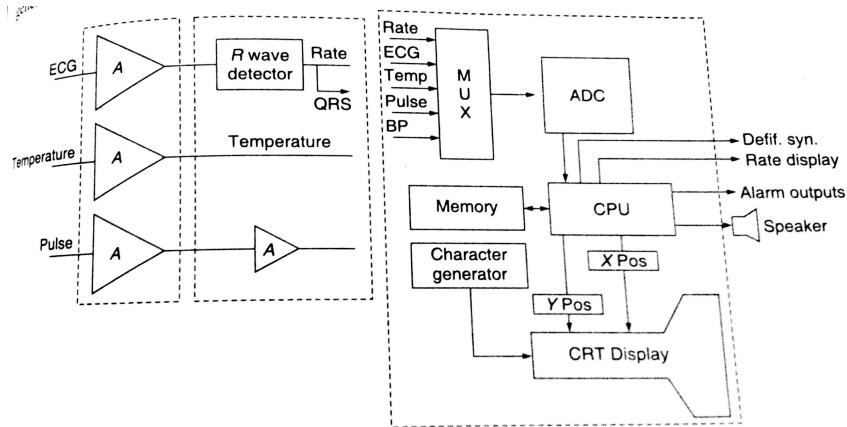 gene
ECG
A
R wave
detector
Rate
QRS
Temperature
A
Temperature
Pulse
A
A
Rate
ECG
Temp
Pulse
BP
M
U
X
ADC
Defif. syn.
Rate display
Memory
CPU
Alarm outputs
Speaker
Character
generator
X Pos
Y Pos
CRT Display